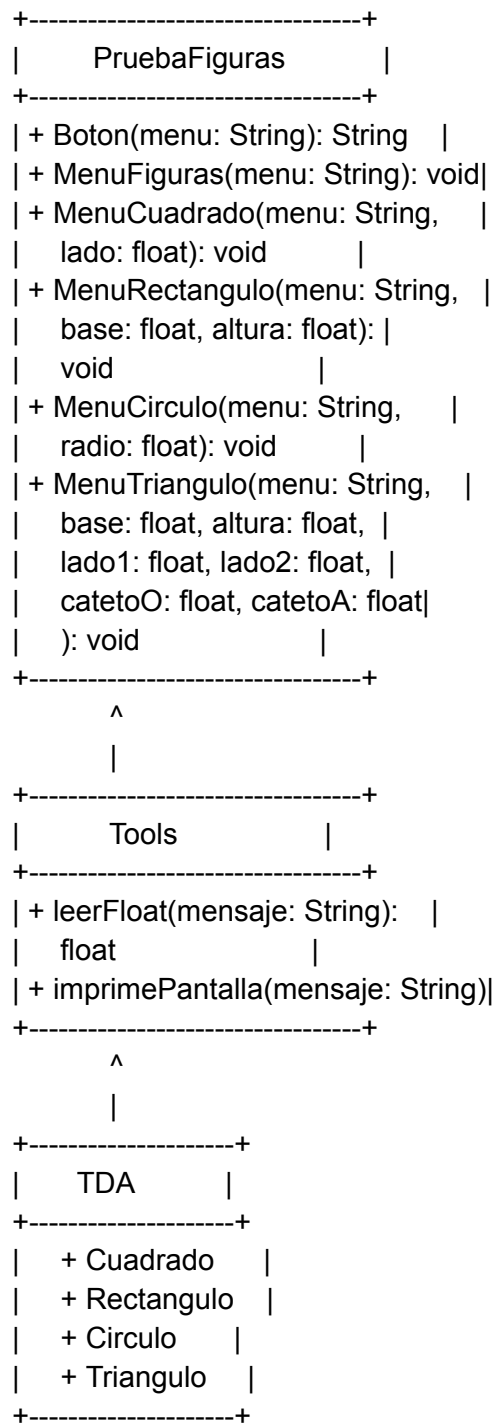 +----------------------------------+
| PruebaFiguras |
+----------------------------------+
| + Boton(menu: String): String |
| + MenuFiguras(menu: String): void|
| + MenuCuadrado(menu: String, |
| lado: float): void |
| + MenuRectangulo(menu: String, |
| base: float, altura: float): |
| void |
| + MenuCirculo(menu: String, |
| radio: float): void |
| + MenuTriangulo(menu: String, |
| base: float, altura: float, |
| lado1: float, lado2: float, |
| catetoO: float, catetoA: float|
| ): void |
+----------------------------------+
^
|
+----------------------------------+
| Tools |
+----------------------------------+
| + leerFloat(mensaje: String): |
| float |
| + imprimePantalla(mensaje: String)|
+----------------------------------+
^
|
+---------------------+
| TDA |
+---------------------+
| + Cuadrado |
| + Rectangulo |
| + Circulo |
| + Triangulo |
+---------------------+